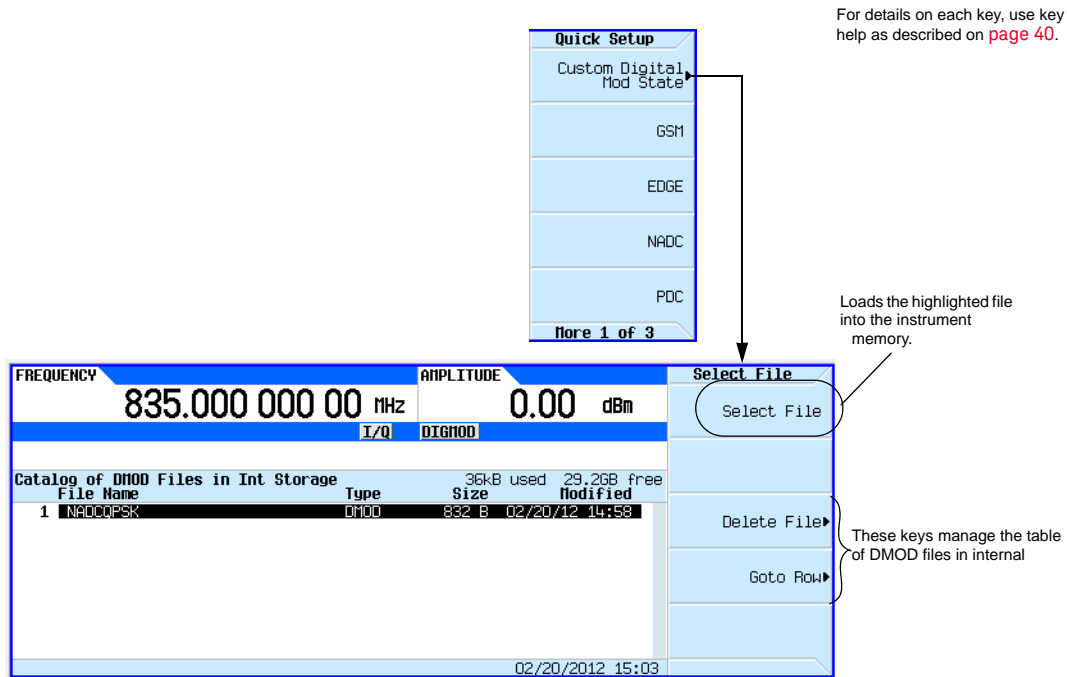 For details on each key, use key
help as described on page 40.
Quick Setup
Custom Digital
Mod State
GSM
EDGE
NADC
PDC
More 1 of 3
Loads the highlighted file
into the instrument
memory.
FREQUENCY
835.000 000 00 MHz
AMPLITUDE
0.00 dBm
I/Q DIGMOD
Catalog of DMOD Files in Int Storage 36kB used 29.2GB free
File Name Type Size Modified
1 NADCQPSK DMOD 832 B 02/20/12 14:58
02/20/2012 15:03
Select File
Select File
Delete File
Goto Row
These keys manage the table
of DMOD files in internal